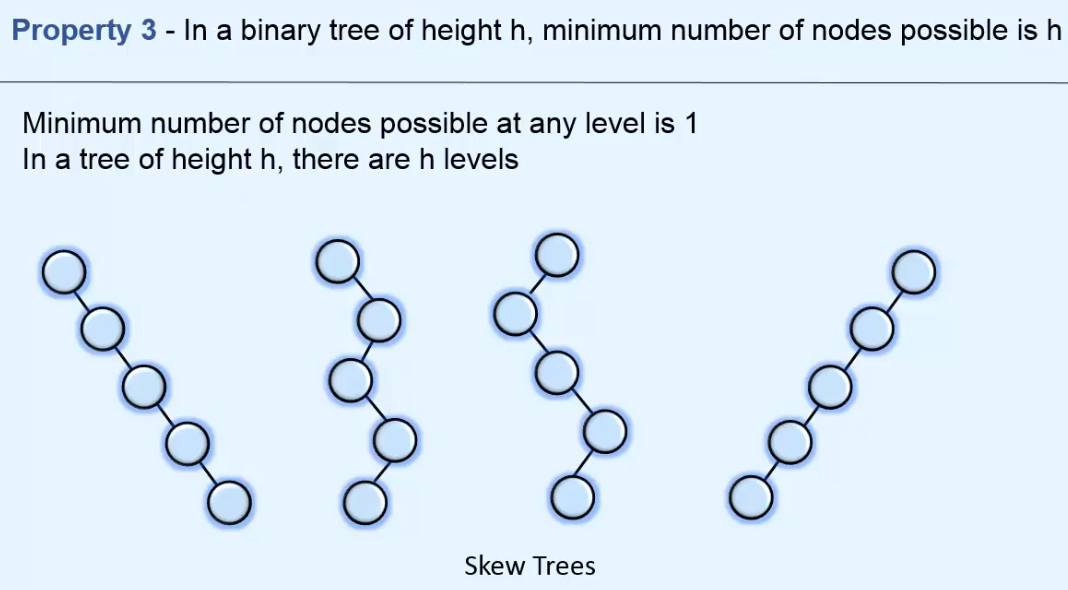 Property 3 - In a binary tree of height h, minimum number of nodes possible is h
Minimum number of nodes possible at any level is 1
In a tree of height h, there are h levels
Skew Trees